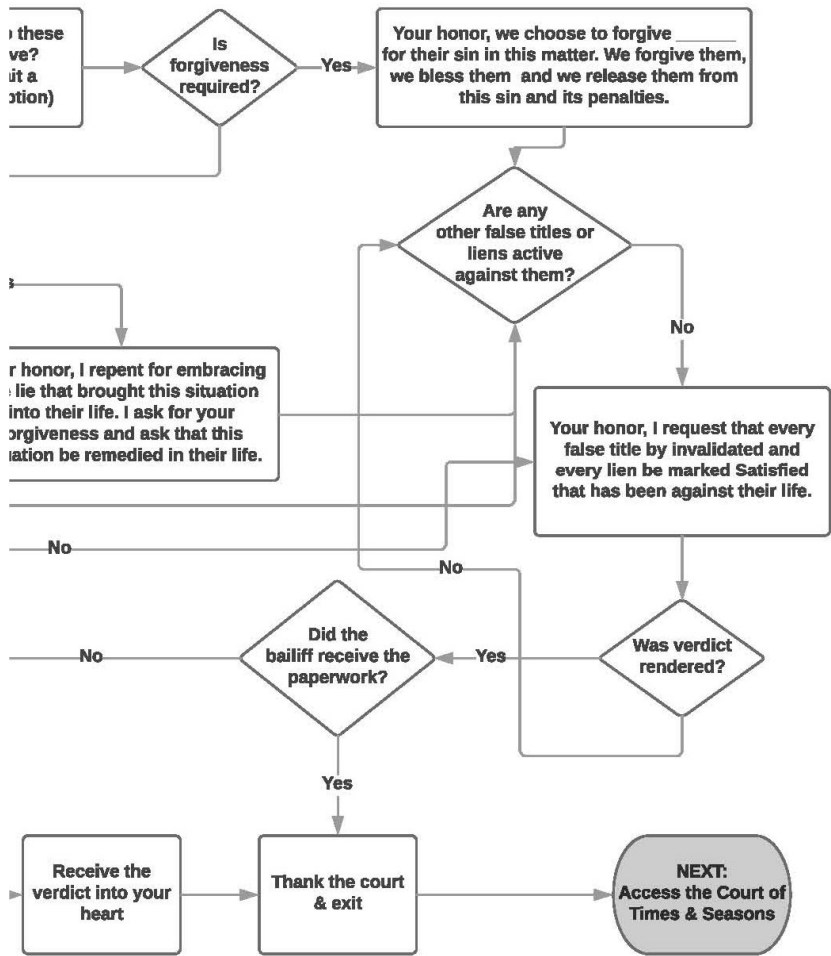 these
ve?
it a
tion)
Is
forgiveness
required?
Yes
Your honor, we choose to forgive ______
for their sin in this matter. We forgive them,
we bless them and we release them from
this sin and its penalties.
Are any
other false titles or
liens active
against them?
No
r honor, I repent for embracing
lie that brought this situation
into their life. I ask for your
orgiveness and ask that this
ation be remedied in their life.
Your honor, I request that every
false title by invalidated and
every lien be marked Satisfied
that has been against their life.
No
No
Did the
bailiff receive the
paperwork?
No
Yes
Was verdict
rendered?
Yes
Receive the
verdict into your
heart
Thank the court
& exit
NEXT:
Access the Court of
Times & Seasons